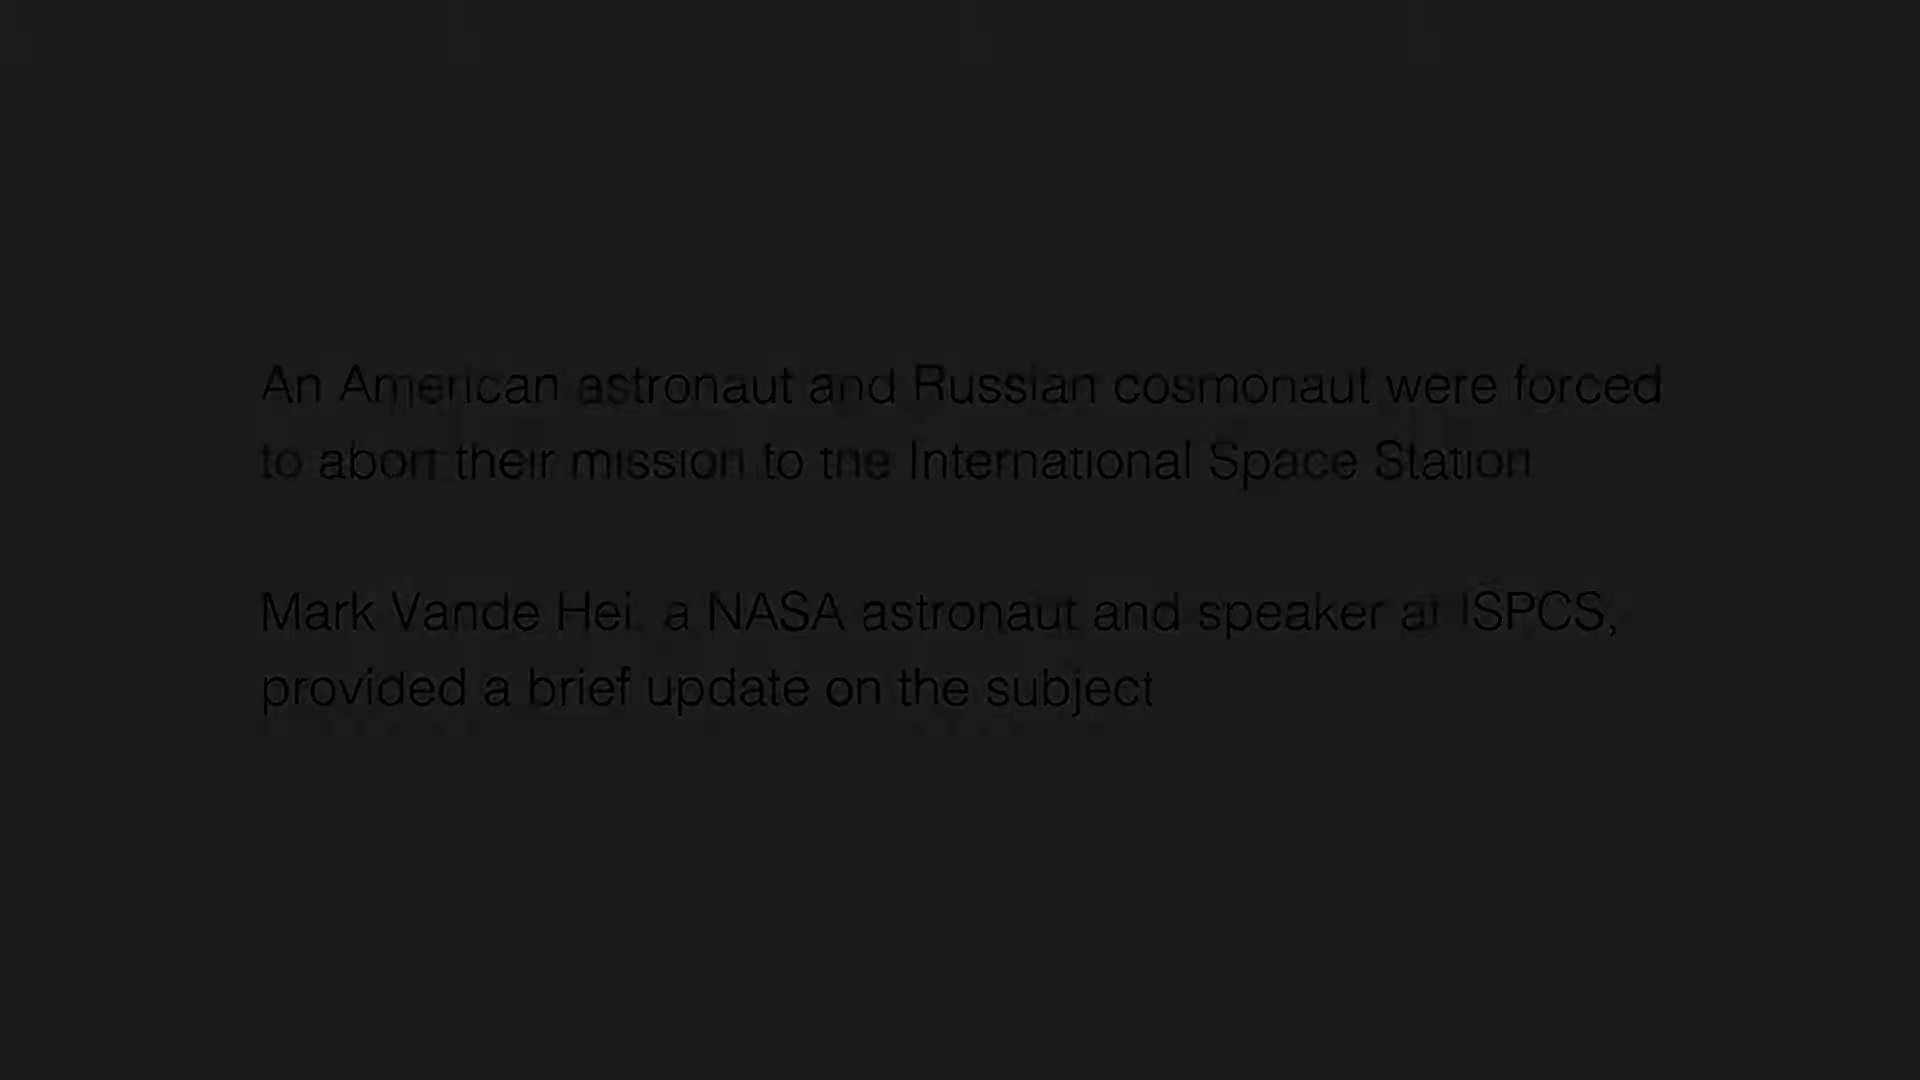 An American astronaut and Russian cosmonaut were forced
to abort their mission to the International Space Station
Mark Vande Hei, a NASA astronaut and speaker at ISPCS,
provided a brief update on the subject